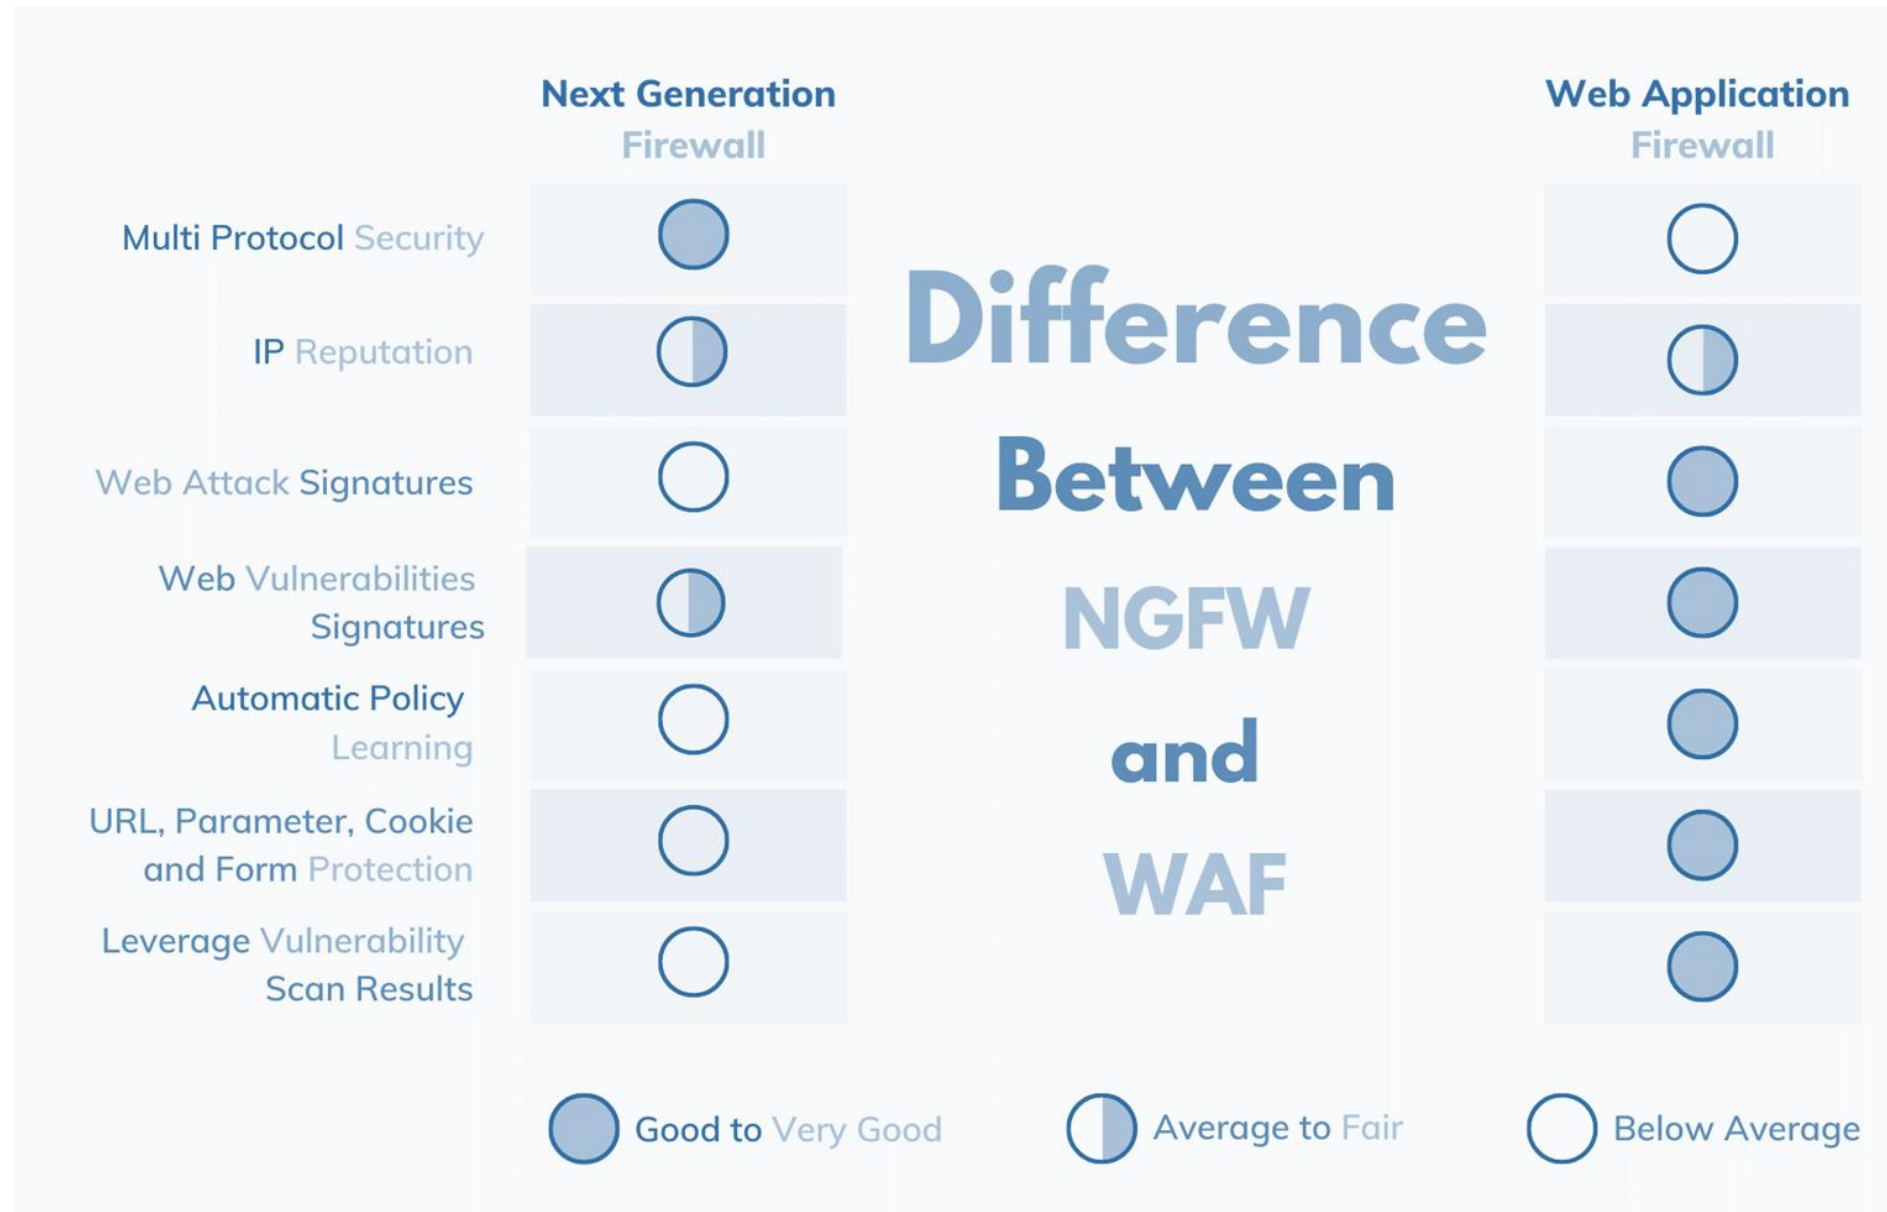 Next Generation
Firewall
Web Application
Firewall
Multi Protocol Security
IP Reputation
Web Attack Signatures
Web Vulnerabilities
Signatures
Automatic Policy
Learning
URL, Parameter, Cookie
and Form Protection
Leverage Vulnerability
Scan Results
Difference
Between
NGFW
and
WAF
Good to Very Good
Average to Fair
Below Average